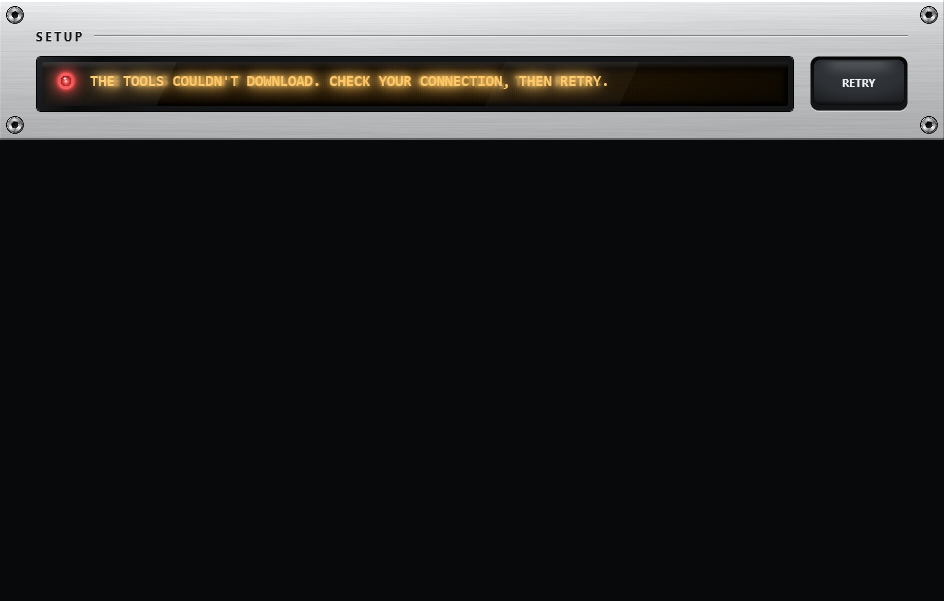 SETUP
THE TOOLS COULDN'T DOWNLOAD. CHECK YOUR CONNECTION, THEN RETRY.
RETRY